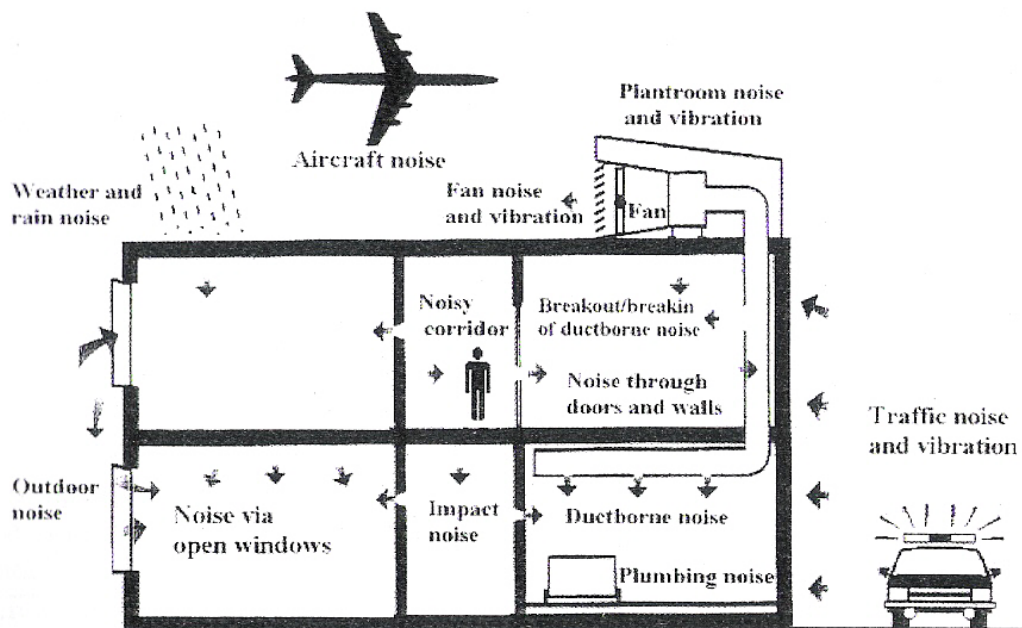 Plantroom noise
and vibration
Aircraft noise
Weather and
rain noise
Fan noise
and vibration
Fan
Noisy
corridor
Breakout/breakin
of ductborne noise
Noise through
doors and walls
Traffic noise
and vibration
Outdoor
noise
Noise via
open windows
Impact
noise
Ductborne noise
Plumbing noise